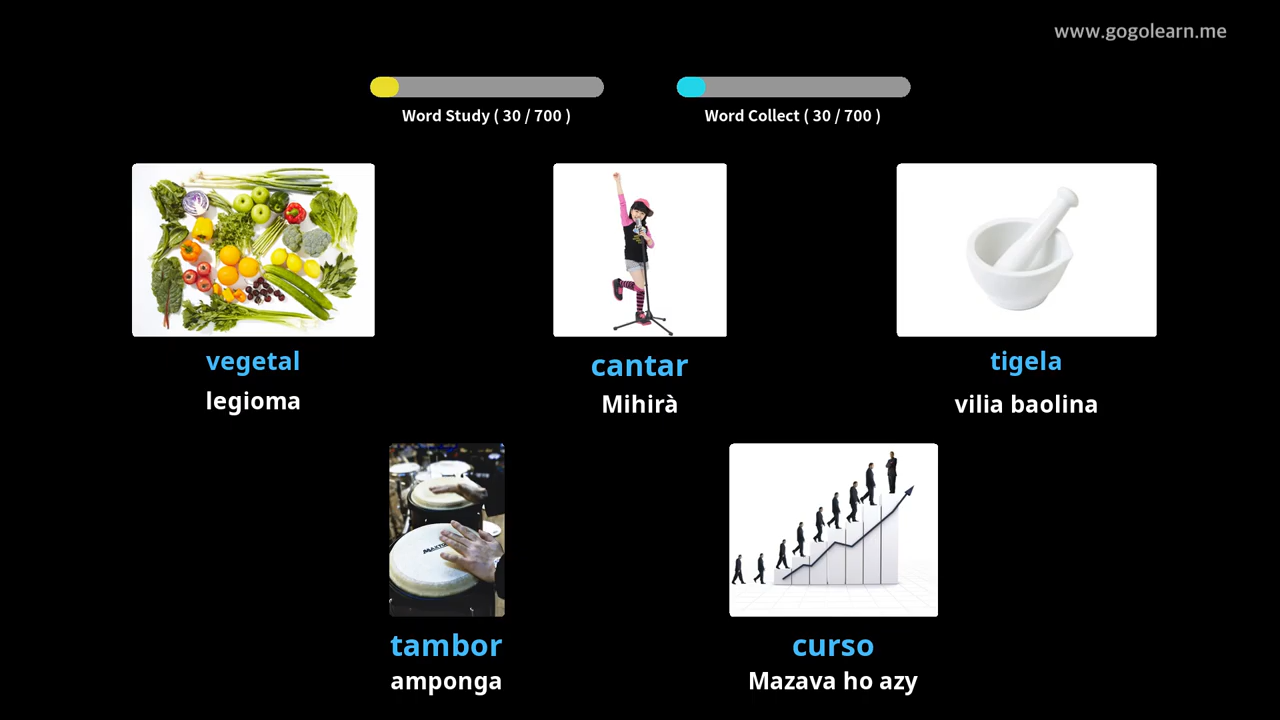 www.gogolearn.me
Word Study ( 30 / 700 )
Word Collect ( 30 / 700 )
vegetal
legioma
cantar
Mihirà
tigela
vilia baolina
tambor
amponga
curso
Mazava ho azy